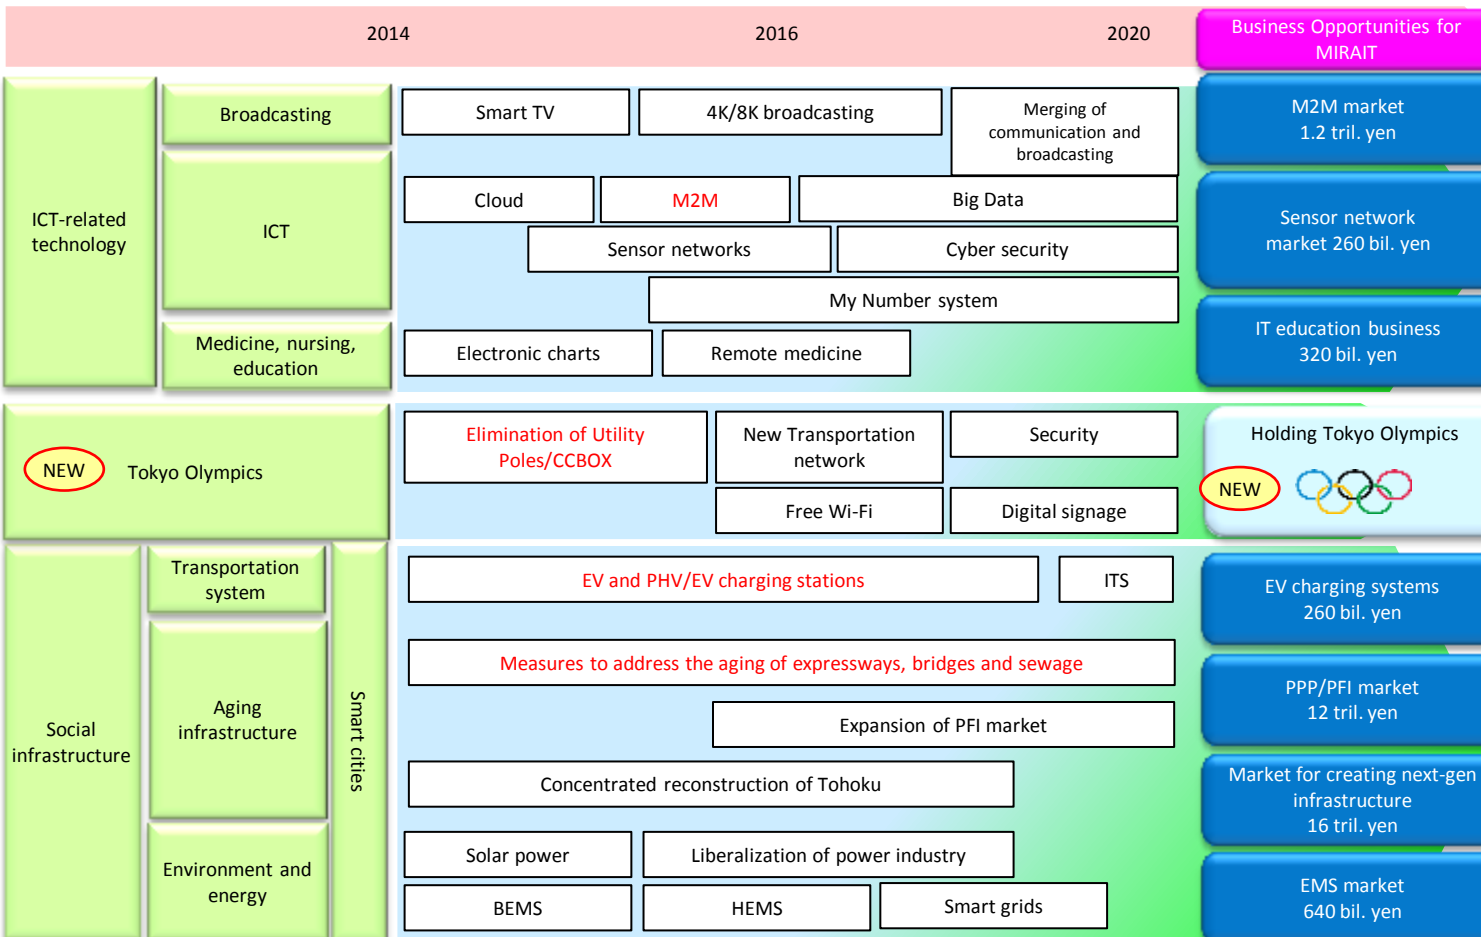 2014
2016
2020
Business Opportunities for
MIRAIT
ICT-related
technology
Broadcasting
Smart TV
4K/8K broadcasting
Merging of
communication and
broadcasting
M2M market
1.2 tril. yen
ICT
Cloud
M2M
Big Data
Sensor networks
Cyber security
My Number system
Sensor network
market 260 bil. yen
Medicine, nursing,
education
Electronic charts
Remote medicine
IT education business
320 bil. yen
NEW
Tokyo Olympics
Elimination of Utility
Poles/CCBOX
New Transportation
network
Security
Free Wi-Fi
Digital signage
Holding Tokyo Olympics
NEW
Social
infrastructure
Transportation
system
Smart cities
EV and PHV/EV charging stations
ITS
EV charging systems
260 bil. yen
Aging
infrastructure
Measures to address the aging of expressways, bridges and sewage
Expansion of PFI market
Concentrated reconstruction of Tohoku
PPP/PFI market
12 tril. yen
Market for creating next-gen
infrastructure
16 tril. yen
Environment and
energy
Solar power
Liberalization of power industry
BEMS
HEMS
Smart grids
EMS market
640 bil. yen